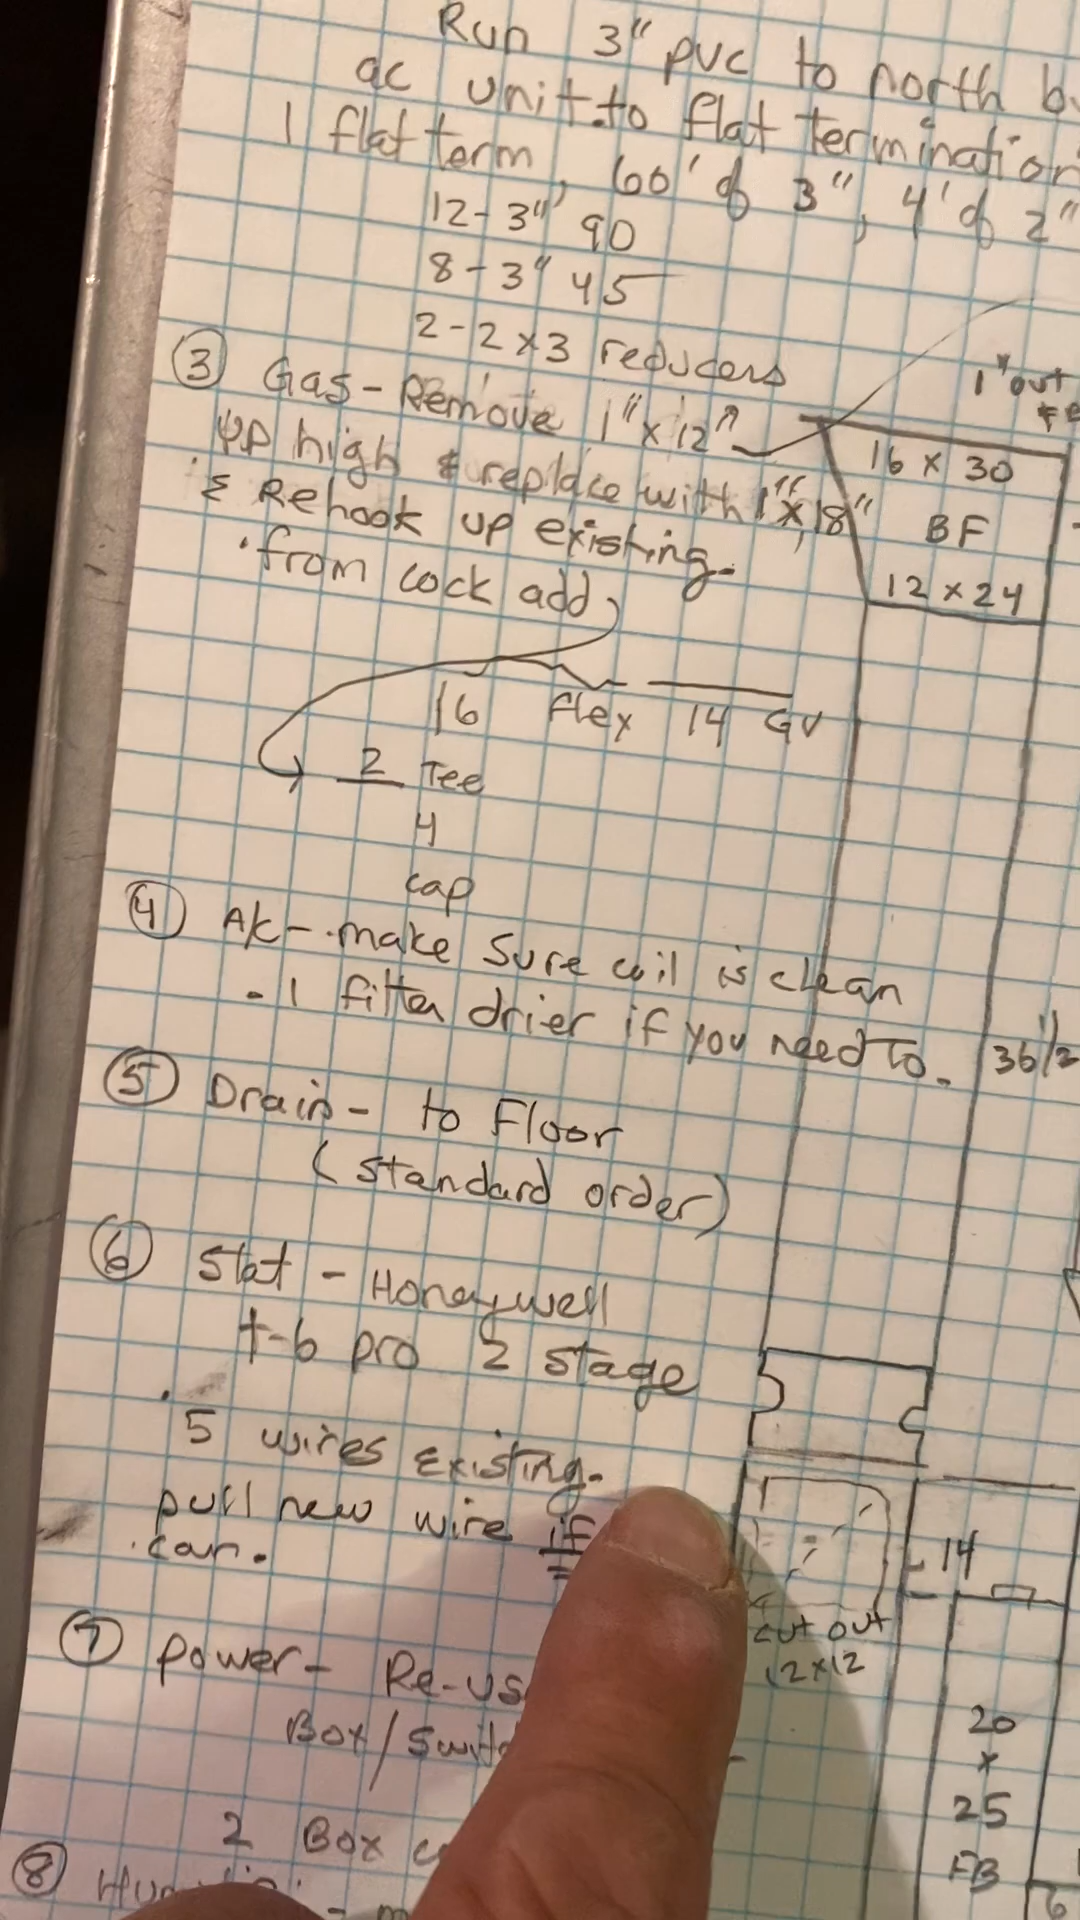 Run 3" pvc to north b
ac unit to flat termination
1 flat term, 60' of 3", 4' of 2"
12- 3" 90
8 - 3" 45
2 - 2 x 3 reducers
③ Gas - Remove 1" x 12"
up high & replace with 1" x 18"
& Rehook up existing.
from cock add
16 flex 14 GV
2 Tee
4
cap
④ A/C - make sure coil is clean
- 1 filter drier if you need to.
⑤ Drain - to Floor
(standard order)
⑥ Stat - Honeywell
t-6 pro 2 stage
5 wires existing.
pull new wire if
can.
⑦ Power - Re-us
Box/Swit
2 Box c
⑧
1" out
16 x 30
BF
12 x 24
36 1/2
14
cut out
12x12
20
x
25
FB
6